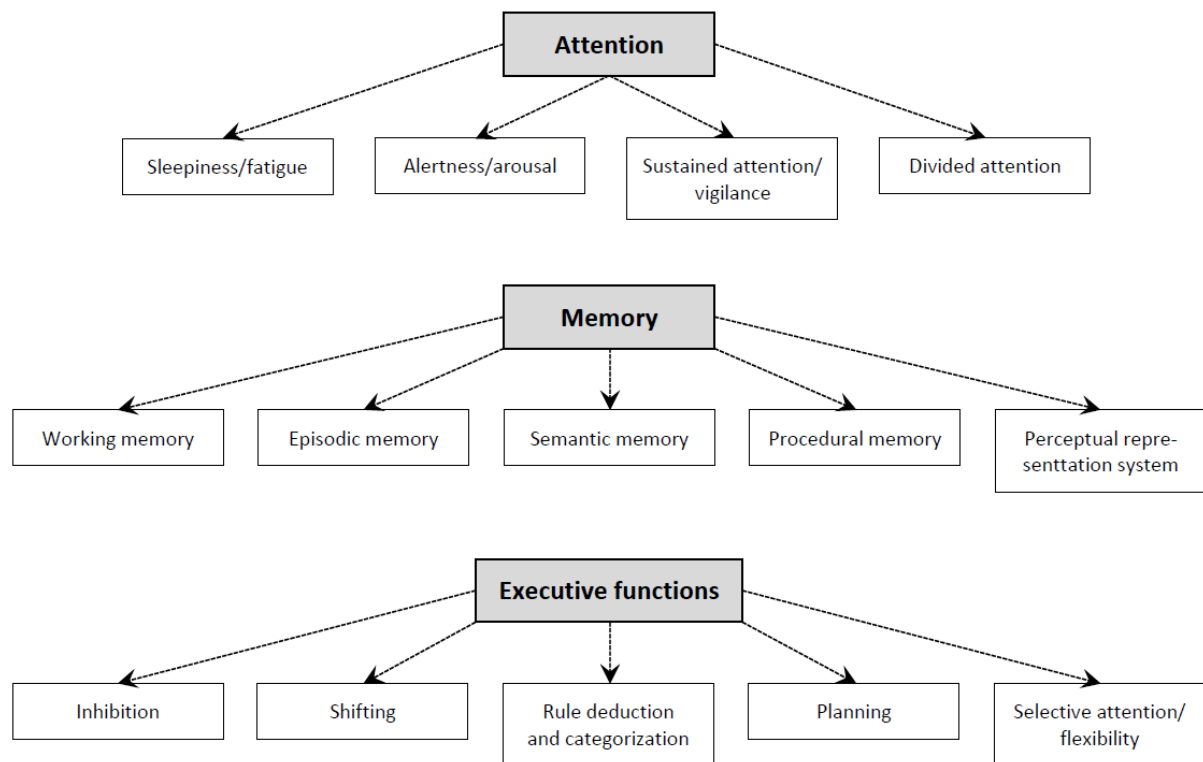 Attention
Sleepiness/fatigue
Alertness/arousal
Sustained attention/
vigilance
Divided attention
Memory
Working memory
Episodic memory
Semantic memory
Procedural memory
Perceptual repre-
senttation system
Executive functions
Inhibition
Shifting
Rule deduction
and categorization
Planning
Selective attention/
flexibility